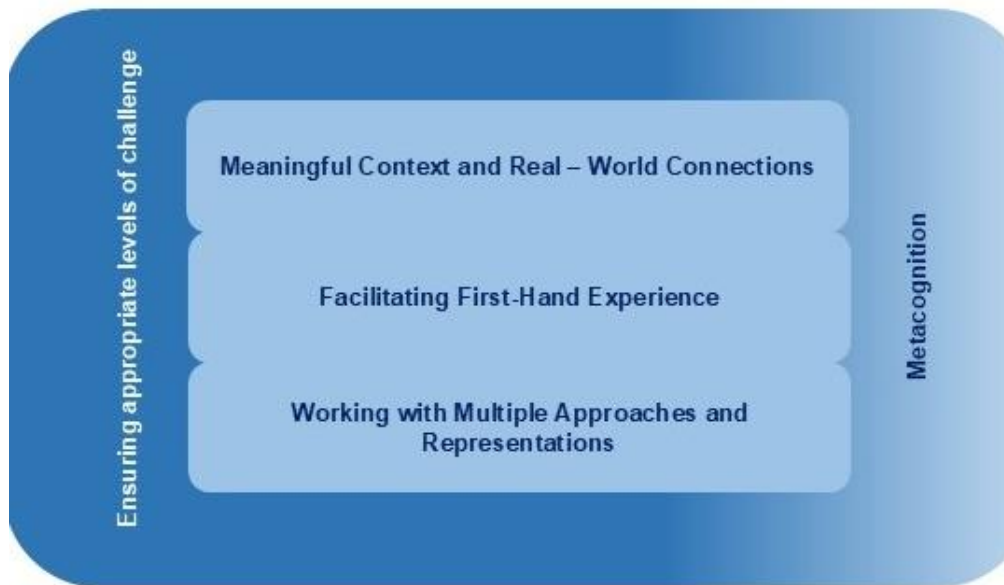 Ensuring appropriate levels of challenge
Meaningful Context and Real – World Connections
Facilitating First-Hand Experience
Working with Multiple Approaches and
Representations
Metacognition